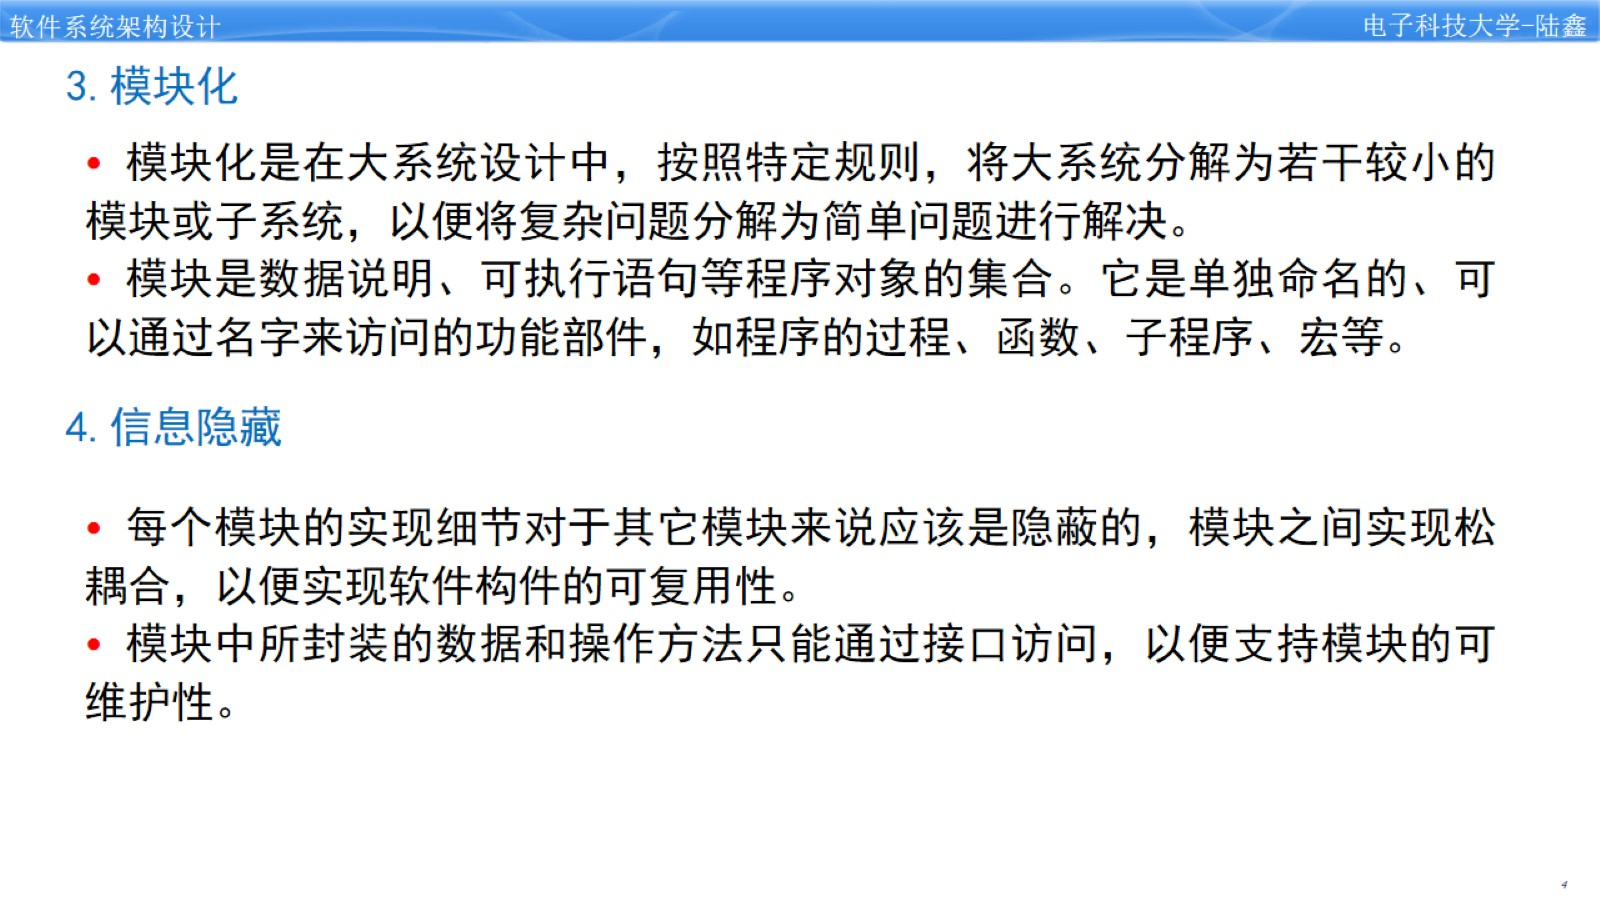 软件系统架构设计
电子科技大学-陆鑫
3. 模块化
• 模块化是在大系统设计中，按照特定规则，将大系统分解为若干较小的
模块或子系统，以便将复杂问题分解为简单问题进行解决。
• 模块是数据说明、可执行语句等程序对象的集合。它是单独命名的、可
以通过名字来访问的功能部件，如程序的过程、函数、子程序、宏等。
4. 信息隐藏
• 每个模块的实现细节对于其它模块来说应该是隐蔽的，模块之间实现松
耦合，以便实现软件构件的可复用性。
• 模块中所封装的数据和操作方法只能通过接口访问，以便支持模块的可
维护性。
4